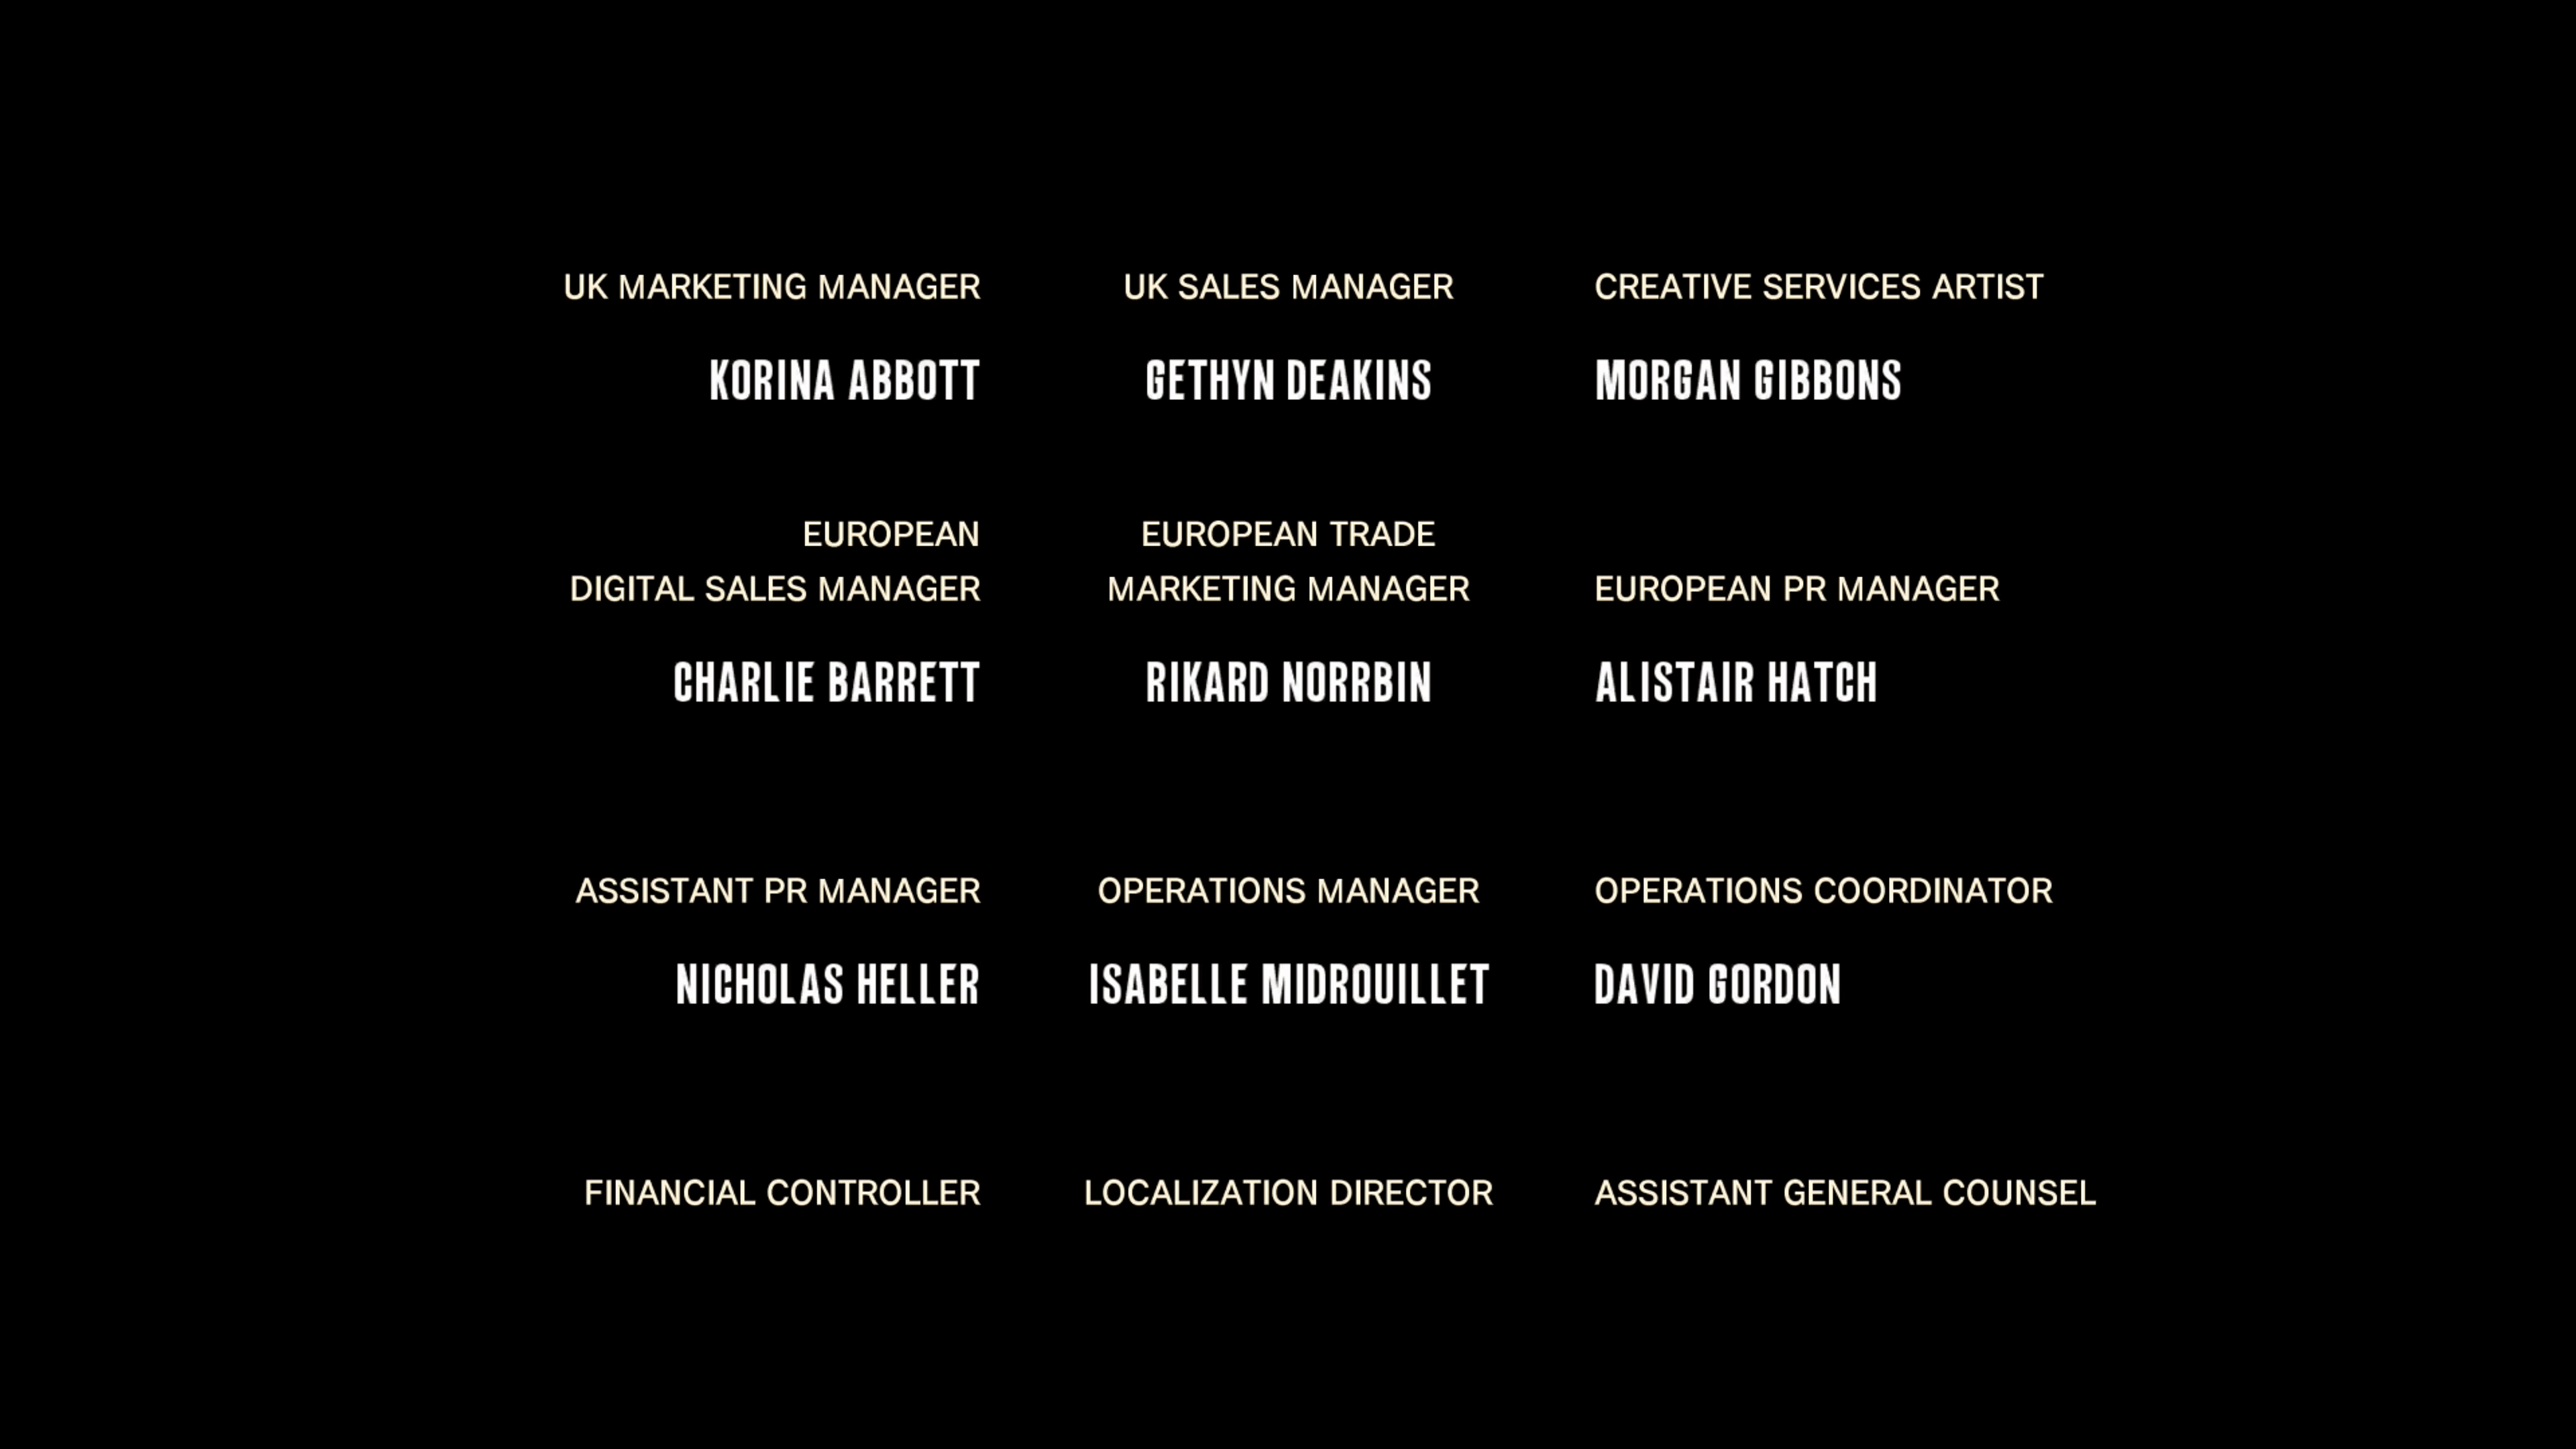 UK MARKETING MANAGER
KORINA ABBOTT
UK SALES MANAGER
GETHYN DEAKINS
CREATIVE SERVICES ARTIST
MORGAN GIBBONS
EUROPEAN
DIGITAL SALES MANAGER
CHARLIE BARRETT
EUROPEAN TRADE
MARKETING MANAGER
RIKARD NORRBIN
EUROPEAN PR MANAGER
ALISTAIR HATCH
ASSISTANT PR MANAGER
NICHOLAS HELLER
OPERATIONS MANAGER
ISABELLE MIDROUILLET
OPERATIONS COORDINATOR
DAVID GORDON
FINANCIAL CONTROLLER
LOCALIZATION DIRECTOR
ASSISTANT GENERAL COUNSEL